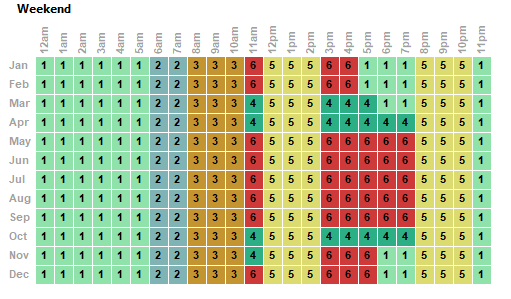 Weekend
12am 1am 2am 3am 4am 5am 6am 7am 8am 9am 10am 11am 12pm 1pm 2pm 3pm 4pm 5pm 6pm 7pm 8pm 9pm 10pm 11pm
Jan 1 1 1 1 1 1 2 2 3 3 3 6 5 5 5 6 6 1 1 1 5 5 5 1
Feb 1 1 1 1 1 1 2 2 3 3 3 6 5 5 5 6 6 1 1 1 5 5 5 1
Mar 1 1 1 1 1 1 2 2 3 3 3 4 5 5 5 4 4 4 1 1 5 5 5 1
Apr 1 1 1 1 1 1 2 2 3 3 3 4 5 5 5 4 4 4 4 4 5 5 5 1
May 1 1 1 1 1 1 2 2 3 3 3 6 5 5 5 6 6 6 6 6 5 5 5 1
Jun 1 1 1 1 1 1 2 2 3 3 3 6 5 5 5 6 6 6 6 6 5 5 5 1
Jul 1 1 1 1 1 1 2 2 3 3 3 6 5 5 5 6 6 6 6 6 5 5 5 1
Aug 1 1 1 1 1 1 2 2 3 3 3 6 5 5 5 6 6 6 6 6 5 5 5 1
Sep 1 1 1 1 1 1 2 2 3 3 3 6 5 5 5 6 6 6 6 6 5 5 5 1
Oct 1 1 1 1 1 1 2 2 3 3 3 4 5 5 5 4 4 4 4 4 5 5 5 1
Nov 1 1 1 1 1 1 2 2 3 3 3 6 5 5 5 6 6 6 1 1 5 5 5 1
Dec 1 1 1 1 1 1 2 2 3 3 3 6 5 5 5 6 6 6 1 1 5 5 5 1